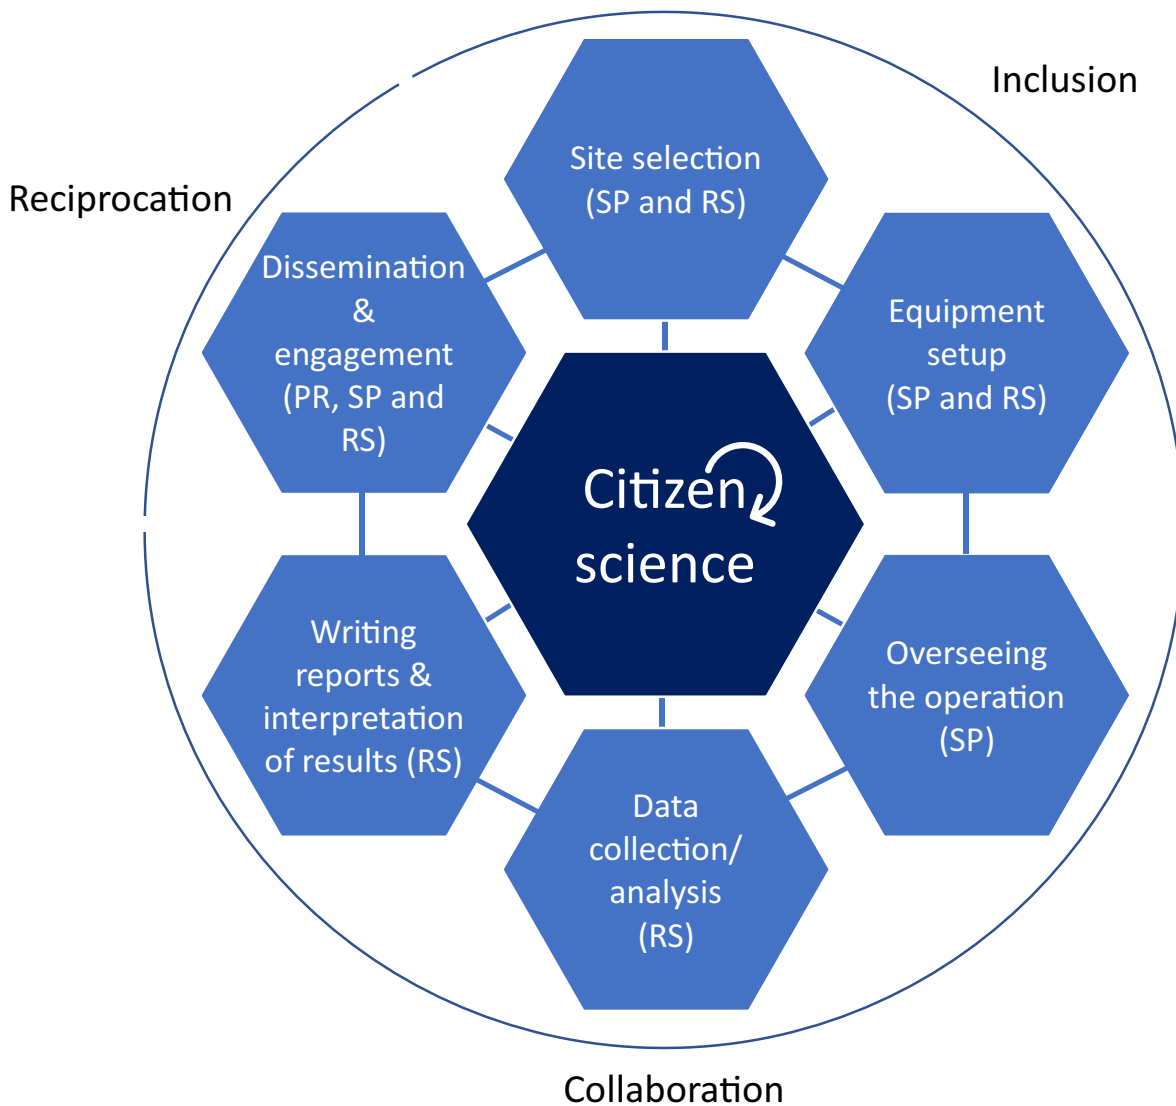 Inclusion
Reciprocation
Site selection
(SP and RS)
Equipment
setup
(SP and RS)
Overseeing
the operation
(SP)
Data
collection/
analysis
(RS)
Writing
reports &
interpretation
of results (RS)
Dissemination
&
engagement
(PR, SP and
RS)
Citizen
science
Collaboration